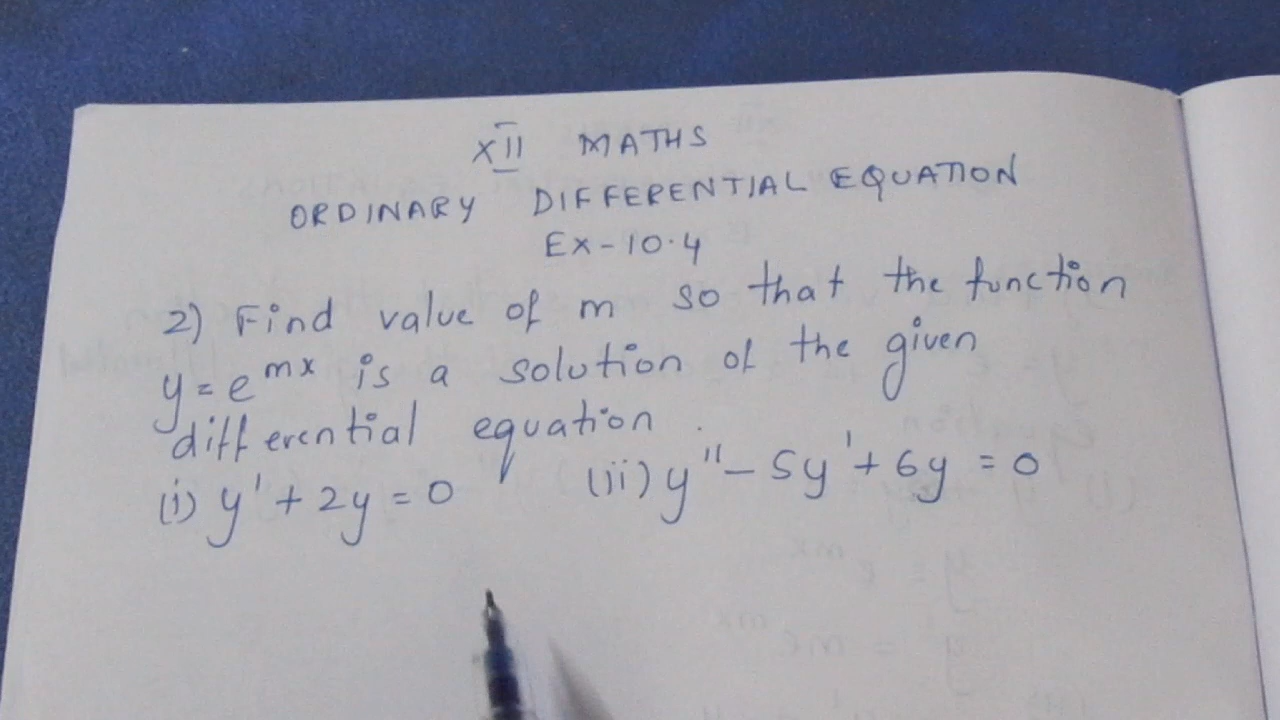 XII MATHS
ORDINARY DIFFERENTIAL EQUATION
EX-10.4
2) Find value of m so that the function
y=e^mx is a solution of the given
differential equation.
(i) y' + 2y = 0 (ii) y'' - 5y' + 6y = 0